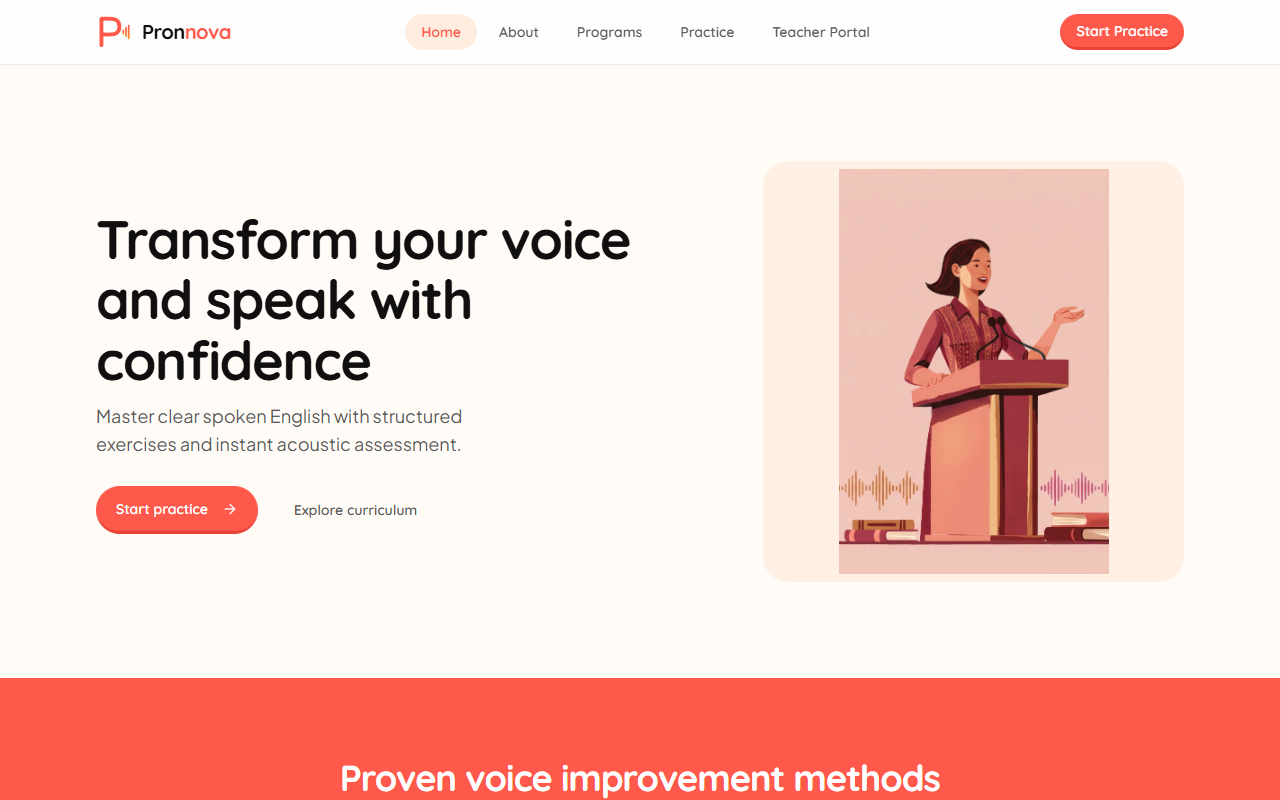 Pronnova
Home
About
Programs
Practice
Teacher Portal
Start Practice
Transform your voice
and speak with
confidence
Master clear spoken English with structured
exercises and instant acoustic assessment.
Start practice →
Explore curriculum
Proven voice improvement methods